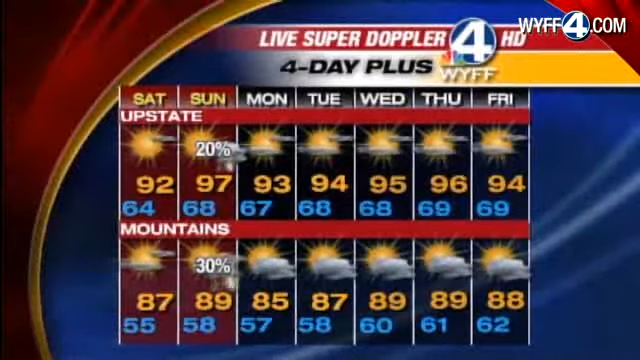 WYFF4.COM
LIVE SUPER DOPPLER 4 HD
4-DAY PLUS WYFF
SAT SUN MON TUE WED THU FRI
UPSTATE
20%
92 97 93 94 95 96 94
64 68 67 68 68 69 69
MOUNTAINS
30%
87 89 85 87 89 89 88
55 58 57 58 60 61 62